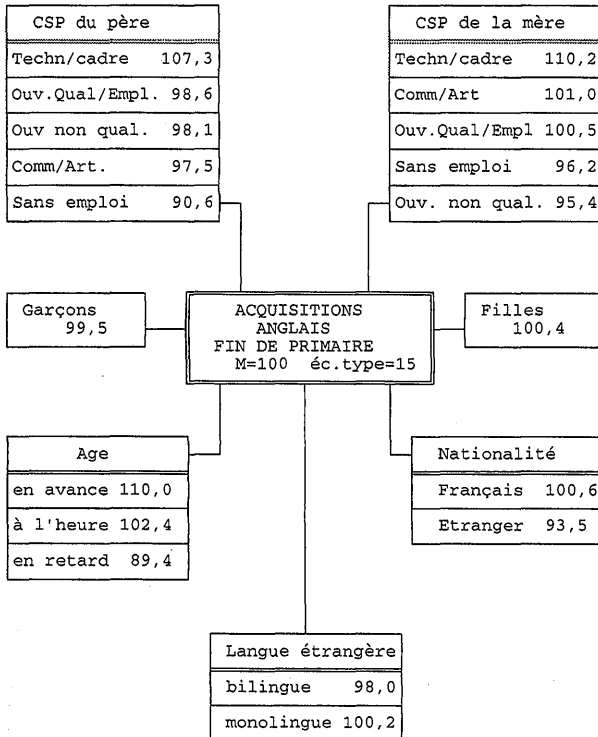 CSP du père
Techn/cadre 107,3
Ouv.Qual/Empl. 98,6
Ouv non qual. 98,1
Comm/Art. 97,5
Sans emploi 90,6
CSP de la mère
Techn/cadre 110,2
Comm/Art 101,0
Ouv.Qual/Empl 100,5
Sans emploi 96,2
Ouv. non qual. 95,4
Garçons
99,5
ACQUISITIONS
ANGLAIS
FIN DE PRIMAIRE
M=100 éc.type=15
Filles
100,4
Age
en avance 110,0
à l'heure 102,4
en retard 89,4
Nationalité
Français 100,6
Etranger 93,5
Langue étrangère
bilingue 98,0
monolingue 100,2